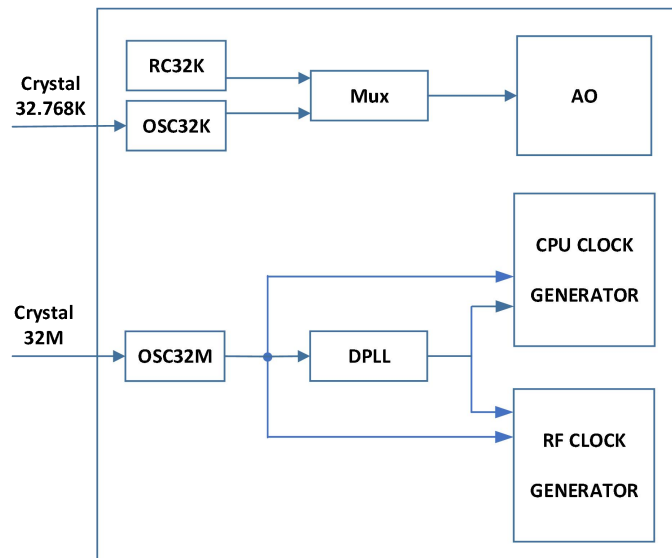 RC32K
Crystal
32.768K
OSC32K
Mux
AO
CPU CLOCK
GENERATOR
Crystal
32M
OSC32M
DPLL
RF CLOCK
GENERATOR